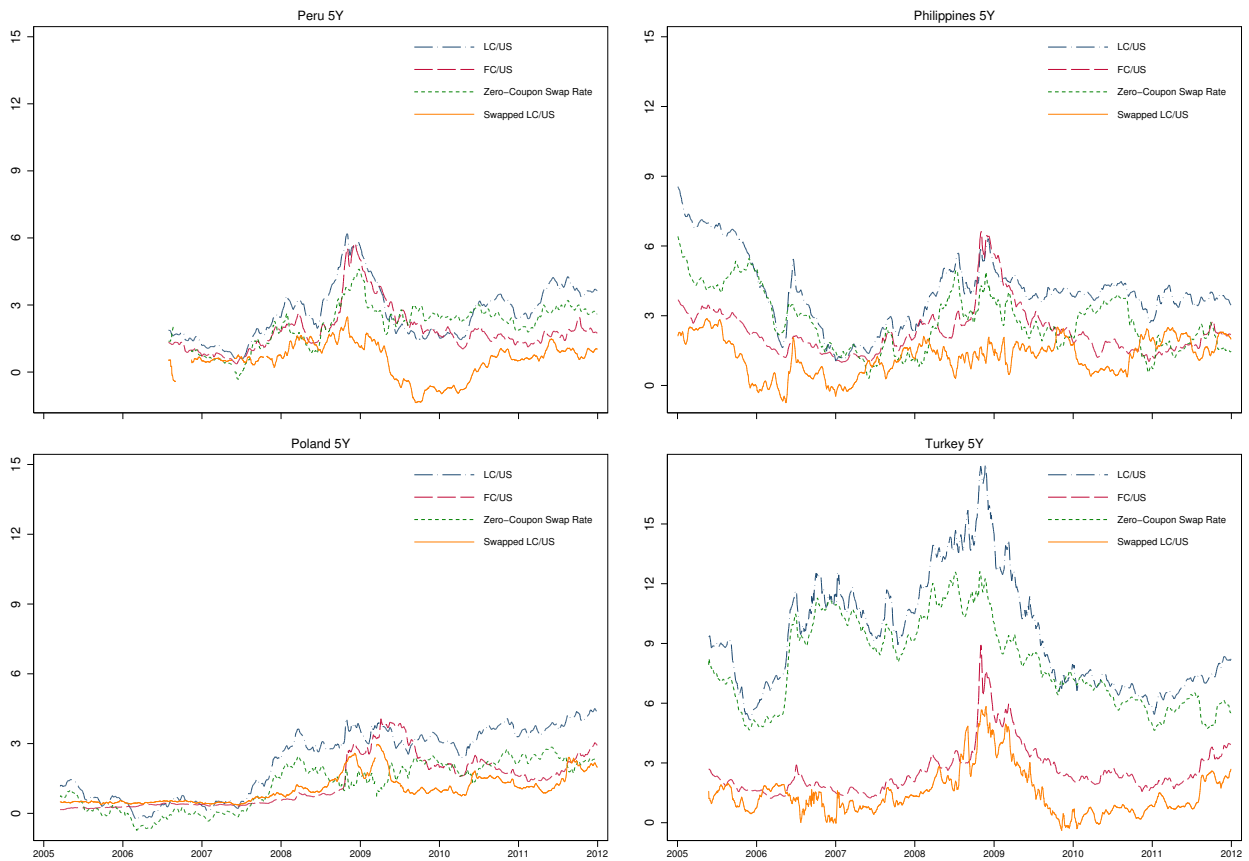 Peru 5Y
15
12
9
6
3
0
LC/US
FC/US
Zero−Coupon Swap Rate
Swapped LC/US
2005 2006 2007 2008 2009 2010 2011 2012
Philippines 5Y
15
12
9
6
3
0
LC/US
FC/US
Zero−Coupon Swap Rate
Swapped LC/US
Poland 5Y
15
12
9
6
3
0
LC/US
FC/US
Zero−Coupon Swap Rate
Swapped LC/US
2005 2006 2007 2008 2009 2010 2011 2012
Turkey 5Y
15
12
9
6
3
0
LC/US
FC/US
Zero−Coupon Swap Rate
Swapped LC/US
2005 2006 2007 2008 2009 2010 2011 2012